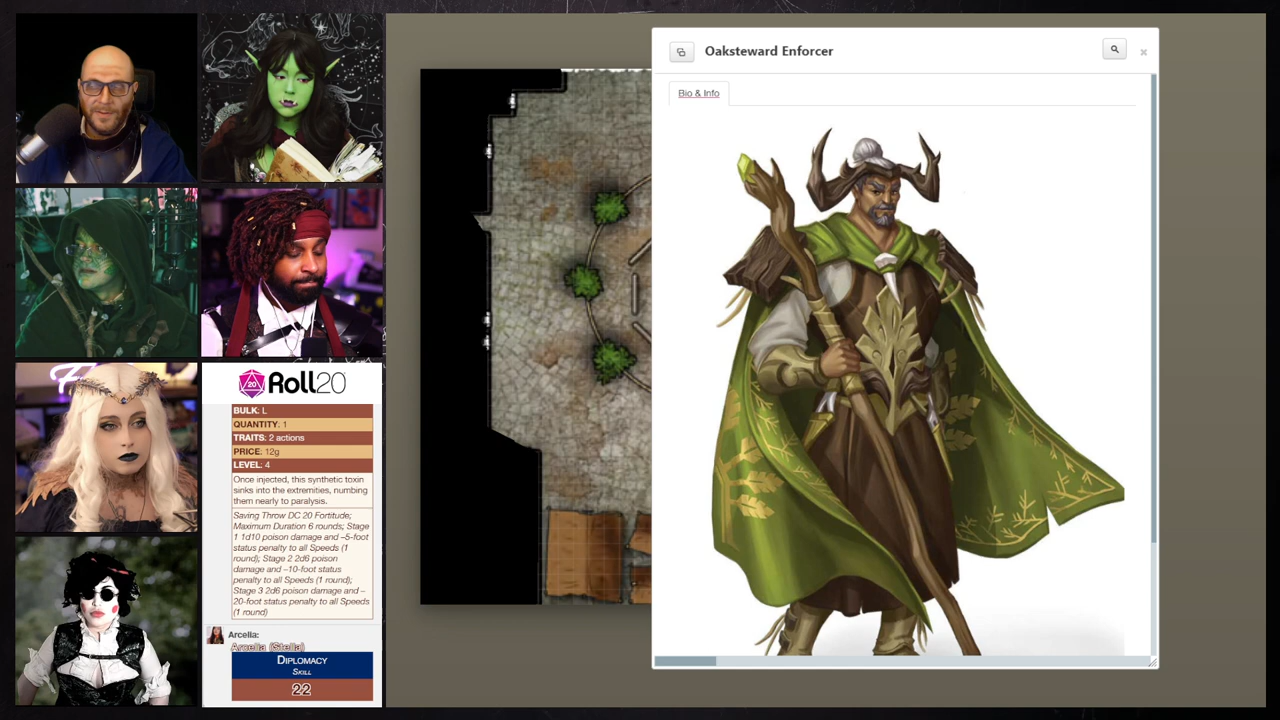 Oaksteward Enforcer
Bio & Info
20
Roll20
BULK: L
QUANTITY: 1
TRAITS: 2 actions
PRICE: 12g
LEVEL: 4
Once injected, this synthetic toxin
sinks into the extremities, numbing
them nearly to paralysis.
Saving Throw DC 20 Fortitude;
Maximum Duration 6 rounds; Stage
1 1d10 poison damage and –5-foot
status penalty to all Speeds (1
round); Stage 2 2d6 poison
damage and –10-foot status
penalty to all Speeds (1 round);
Stage 3 2d6 poison damage and –
20-foot status penalty to all Speeds
(1 round)
Arcelia:
Arcelia (Stella)
DIPLOMACY
SKILL
22